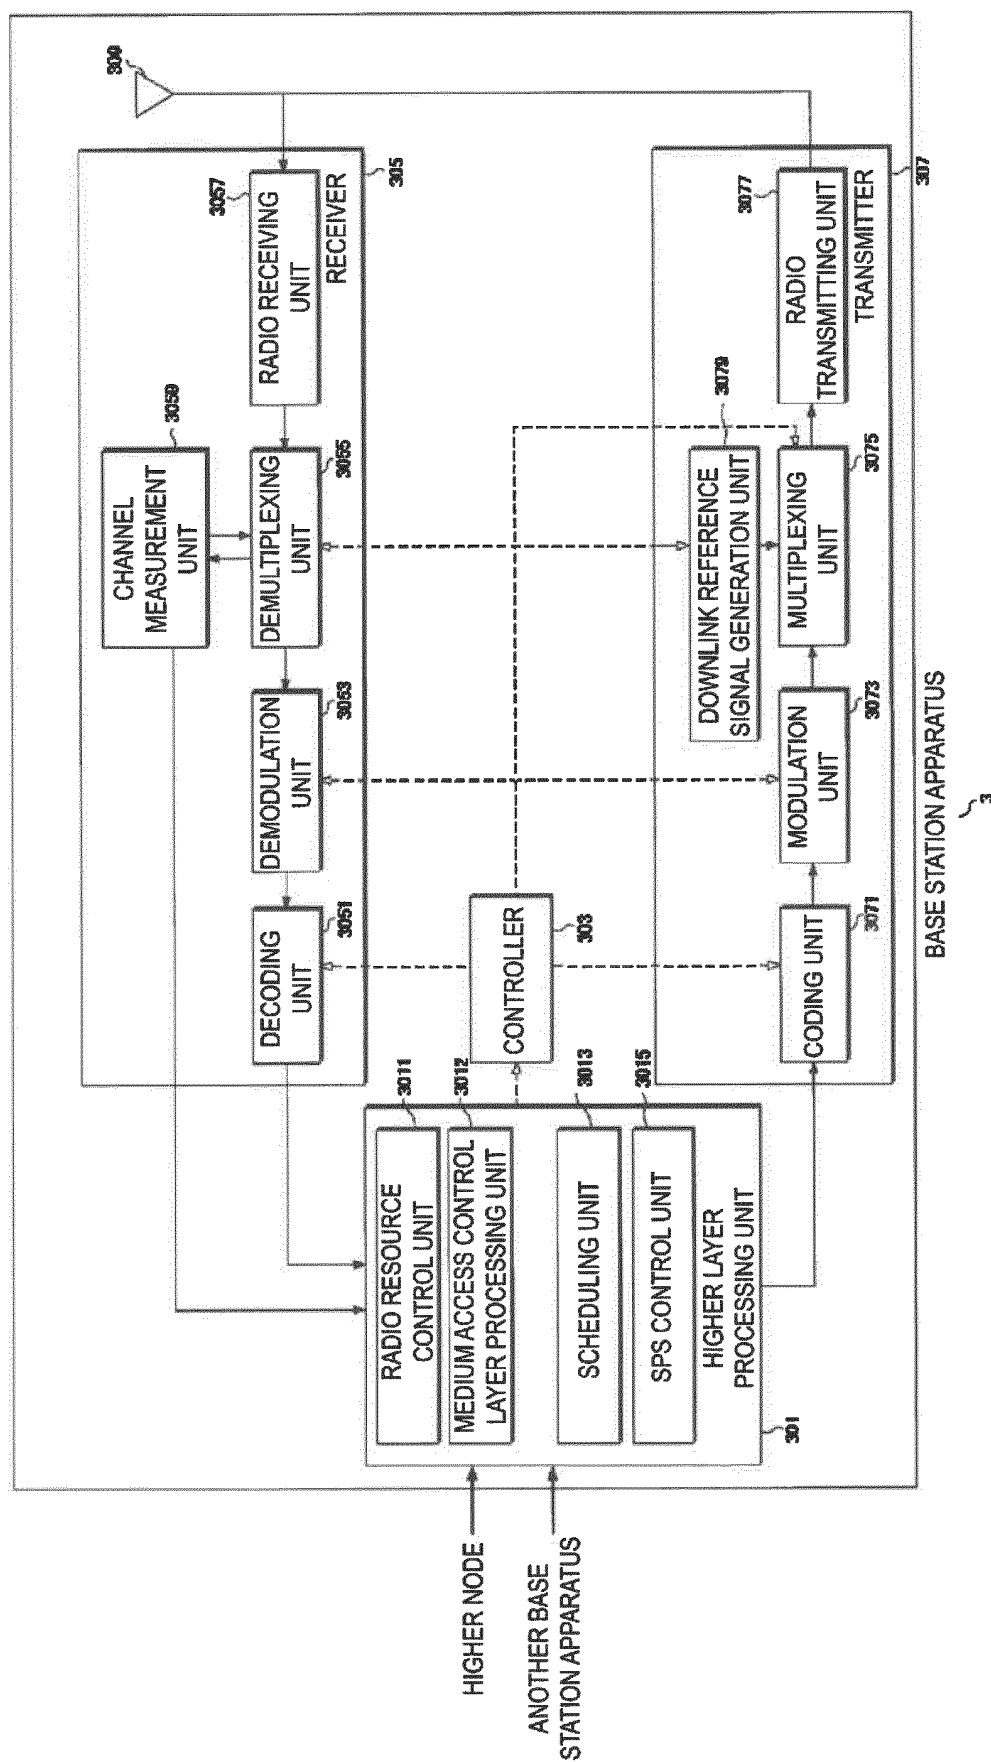 309
3057
RADIO RECEIVING
UNIT
RECEIVER
305
3059
CHANNEL
MEASUREMENT
UNIT
3055
DEMULTIPLEXING
UNIT
3053
DEMODULATION
UNIT
3051
DECODING
UNIT
CONTROLLER
303
3011
RADIO RESOURCE
CONTROL UNIT
3012
MEDIUM ACCESS CONTROL
LAYER PROCESSING UNIT
3013
SCHEDULING UNIT
3015
SPS CONTROL UNIT
HIGHER LAYER
PROCESSING UNIT
301
HIGHER NODE
ANOTHER BASE
STATION APPARATUS
3077
RADIO
TRANSMITTING UNIT
TRANSMITTER
307
3079
DOWNLINK REFERENCE
SIGNAL GENERATION UNIT
3075
MULTIPLEXING
UNIT
3073
MODULATION
UNIT
3071
CODING UNIT
BASE STATION APPARATUS
3